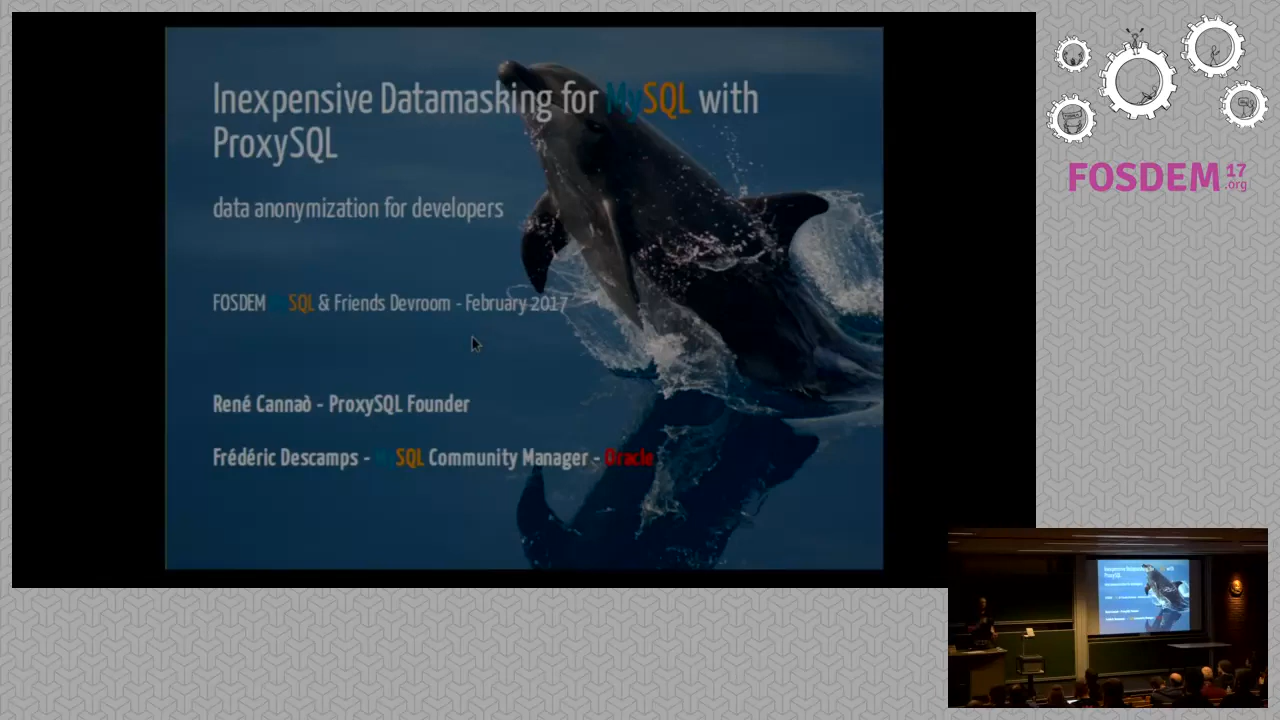 Inexpensive Datamasking for MySQL with
ProxySQL
data anonymization for developers
FOSDEM MySQL & Friends Devroom - February 2017
René Cannaò - ProxySQL Founder
Frédéric Descamps - MySQL Community Manager - Oracle
FOSDEM 17
.org